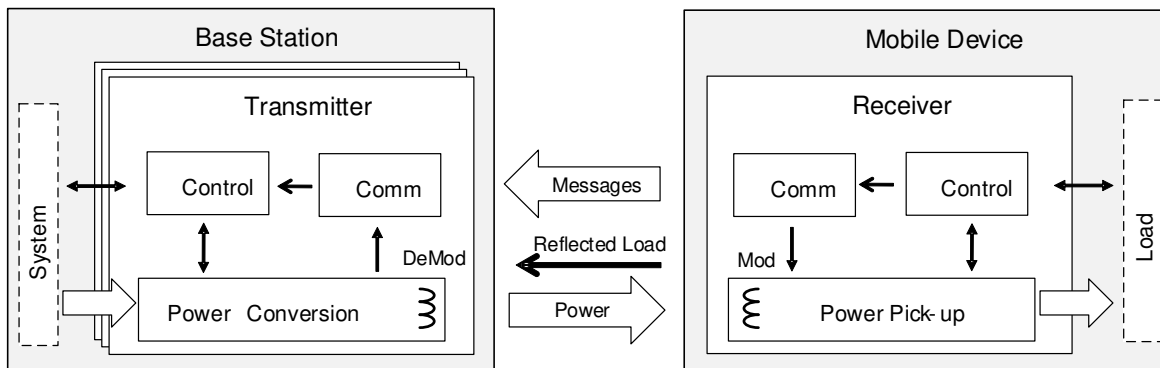 Base Station
Mobile Device
Transmitter
Receiver
System
Control
Comm
DeMod
Power Conversion
Messages
Reflected Load
Power
Comm
Control
Mod
Power Pick-up
Load